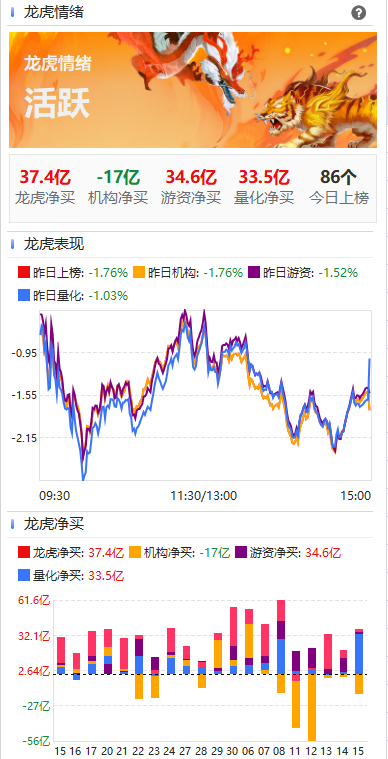 龙虎情绪 ?
龙虎情绪
活跃
37.4亿 -17亿 34.6亿 33.5亿 86个
龙虎净买 机构净买 游资净买 量化净买 今日上榜
龙虎表现
昨日上榜: -1.76% 昨日机构: -1.76% 昨日游资: -1.52%
昨日量化: -1.03%
-0.95
-1.55
-2.15
09:30 11:30/13:00 15:00
龙虎净买
龙虎净买: 37.4亿 机构净买: -17亿 游资净买: 34.6亿
量化净买: 33.5亿
61.6亿
32.1亿
2.64亿
-27亿
-56亿
15 16 17 20 21 22 23 24 27 28 29 30 06 07 08 11 12 13 14 15